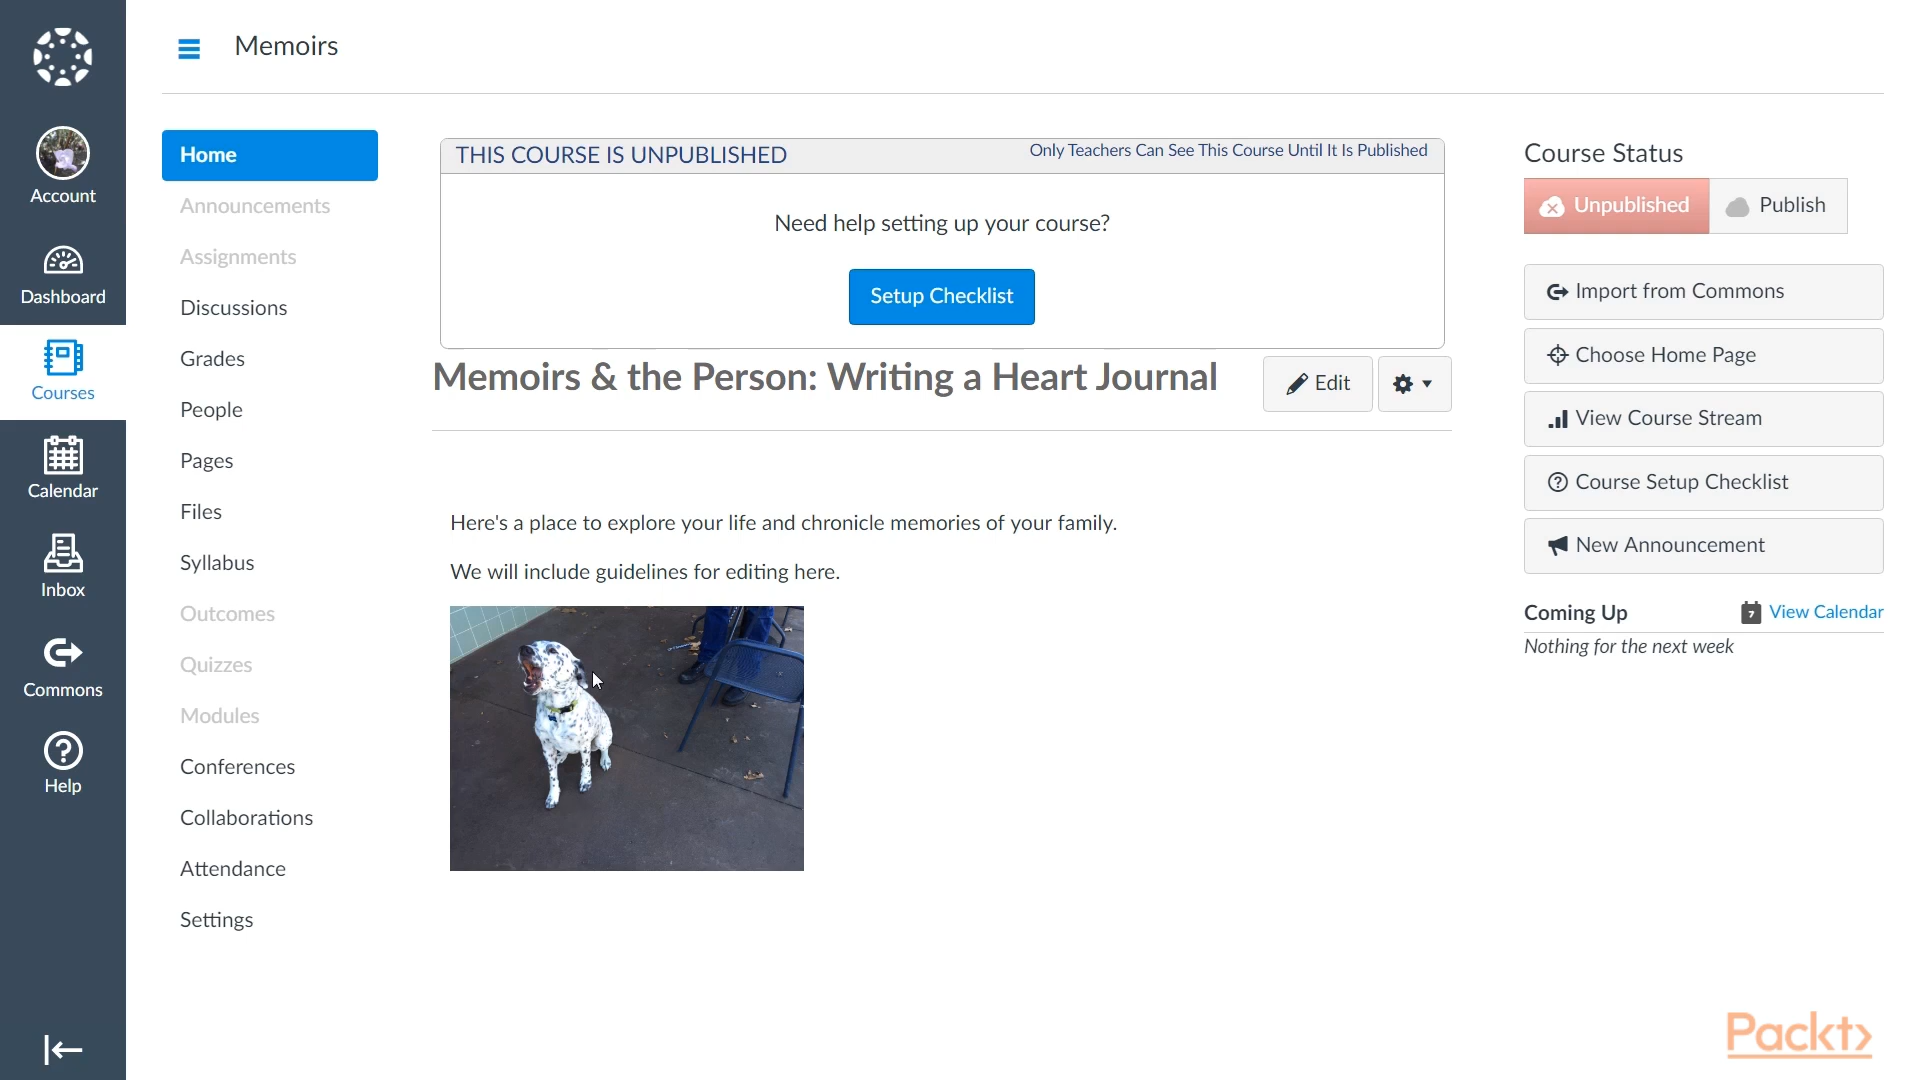 Memoirs
Account
Dashboard
Courses
Calendar
Inbox
Commons
Help
Home
Announcements
Assignments
Discussions
Grades
People
Pages
Files
Syllabus
Outcomes
Quizzes
Modules
Conferences
Collaborations
Attendance
Settings
THIS COURSE IS UNPUBLISHED
Only Teachers Can See This Course Until It Is Published
Need help setting up your course?
Setup Checklist
Memoirs & the Person: Writing a Heart Journal
Edit
Here's a place to explore your life and chronicle memories of your family.
We will include guidelines for editing here.
Course Status
Unpublished
Publish
Import from Commons
Choose Home Page
View Course Stream
Course Setup Checklist
New Announcement
Coming Up
7
View Calendar
Nothing for the next week
Packt